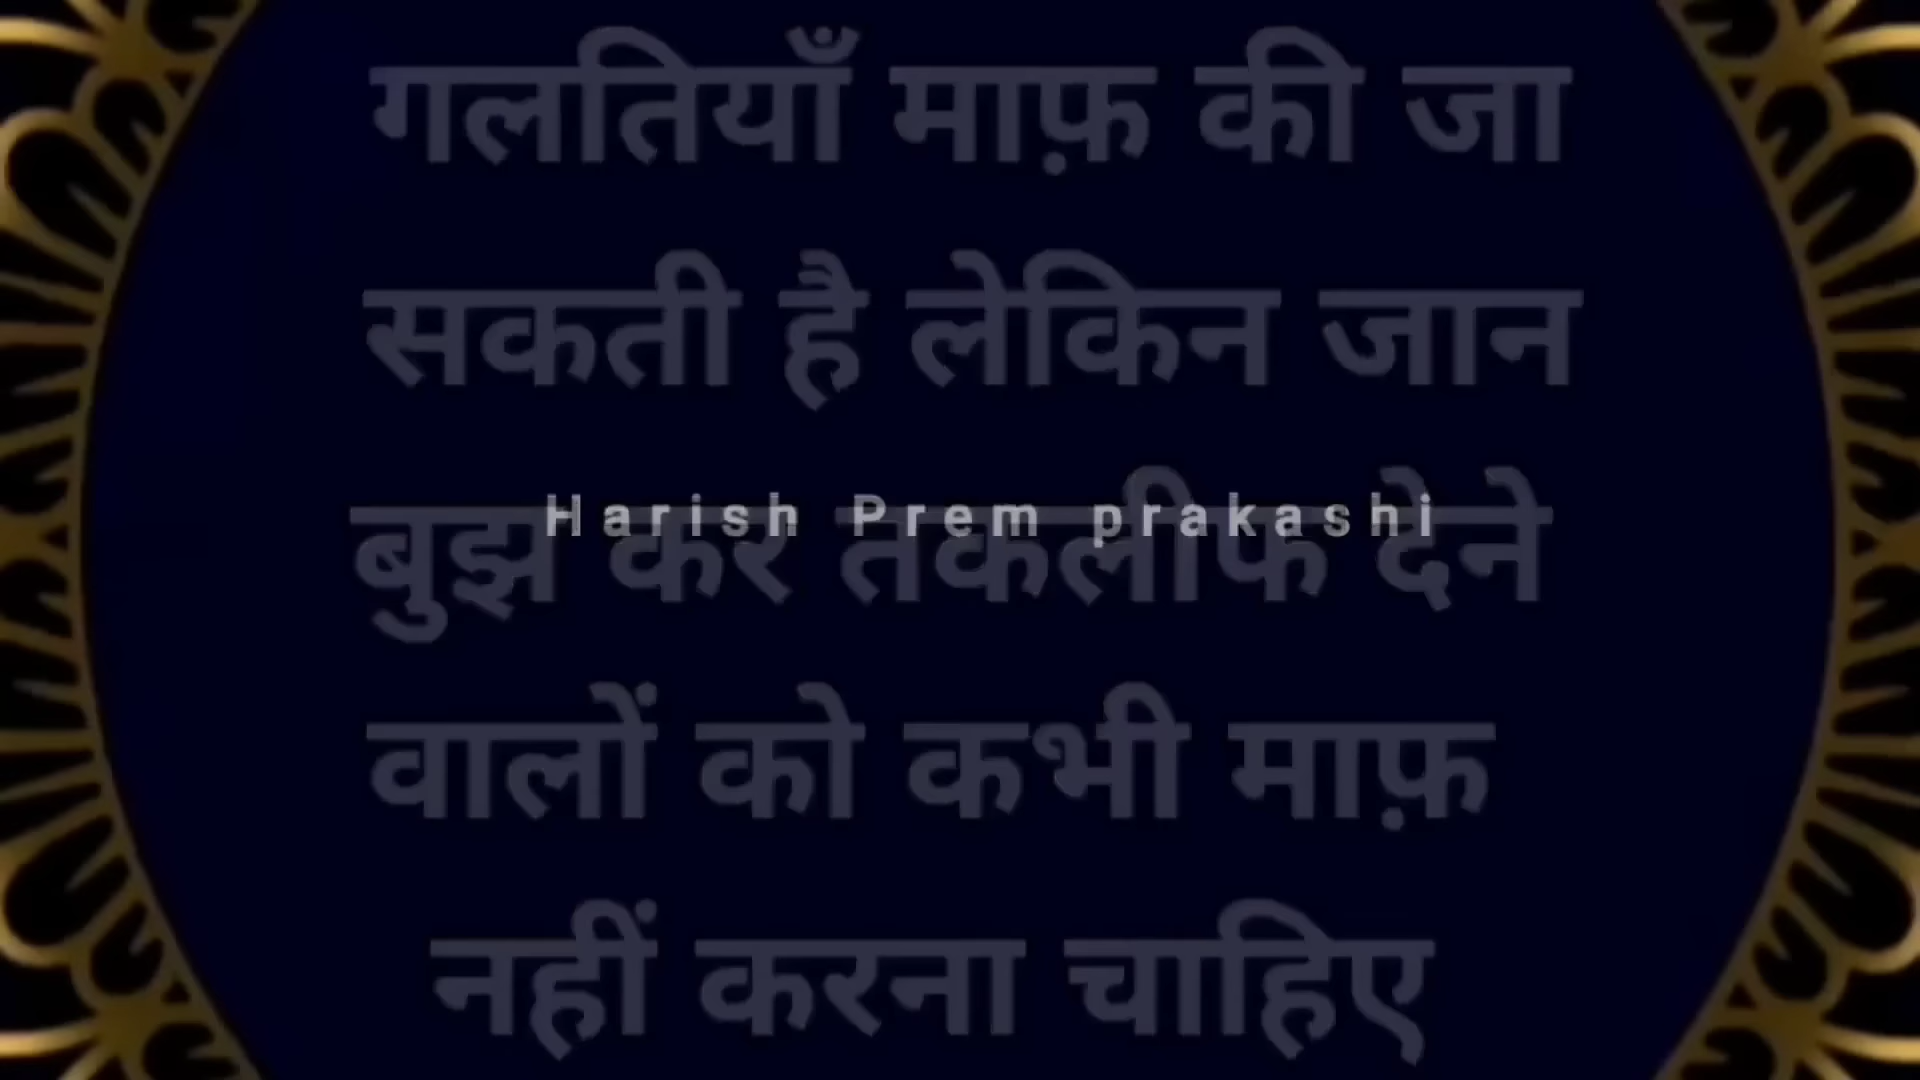 गलतियाँ माफ़ की जा
सकती है लेकिन जान
Harish Prem prakashi
बुझ कर तकलीफ देने
वालों को कभी माफ़
नहीं करना चाहिए